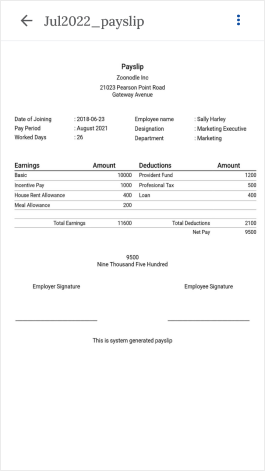 Jul2022_payslip
Payslip
Zoonodle Inc
21023 Pearson Point Road
Gateway Avenue
Date of Joining : 2018-06-23 Employee name : Sally Harley
Pay Period : August 2021 Designation : Marketing Executive
Worked Days : 26 Department : Marketing
Earnings Amount Deductions Amount
Basic 10000 Provident Fund 1200
Incentive Pay 1000 Profesional Tax 500
House Rent Allowance 400 Loan 400
Meal Allowance 200
Total Earnings 11600 Total Deductions 2100
Net Pay 9500
9500
Nine Thousand Five Hundred
Employer Signature Employee Signature
This is system generated payslip